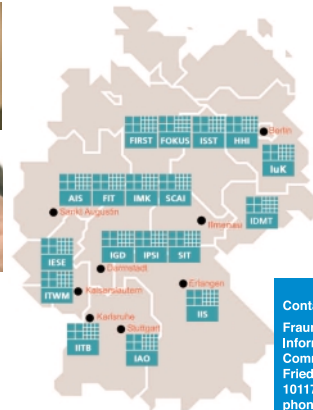 FIRST FOKUS ISST HHI
Berlin
IuK
AIS FIT IMK SCAI
Sankt Augustin
IDMT
Ilmenau
IESE
IGD IPSI SIT
Darmstadt
ITWM
Kaiserslautern
Erlangen
IIS
Karlsruhe
Stuttgart
IITB
IAO
Conta
Fraun
Inform
Comm
Fried
10117
phon